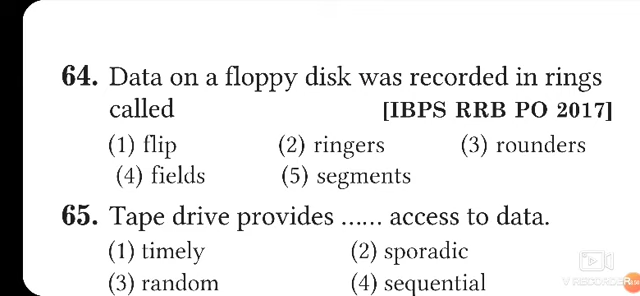 64. Data on a floppy disk was recorded in rings
called [IBPS RRB PO 2017]
(1) flip (2) ringers (3) rounders
(4) fields (5) segments
65. Tape drive provides ...... access to data.
(1) timely (2) sporadic
(3) random (4) sequential
V RECORDER